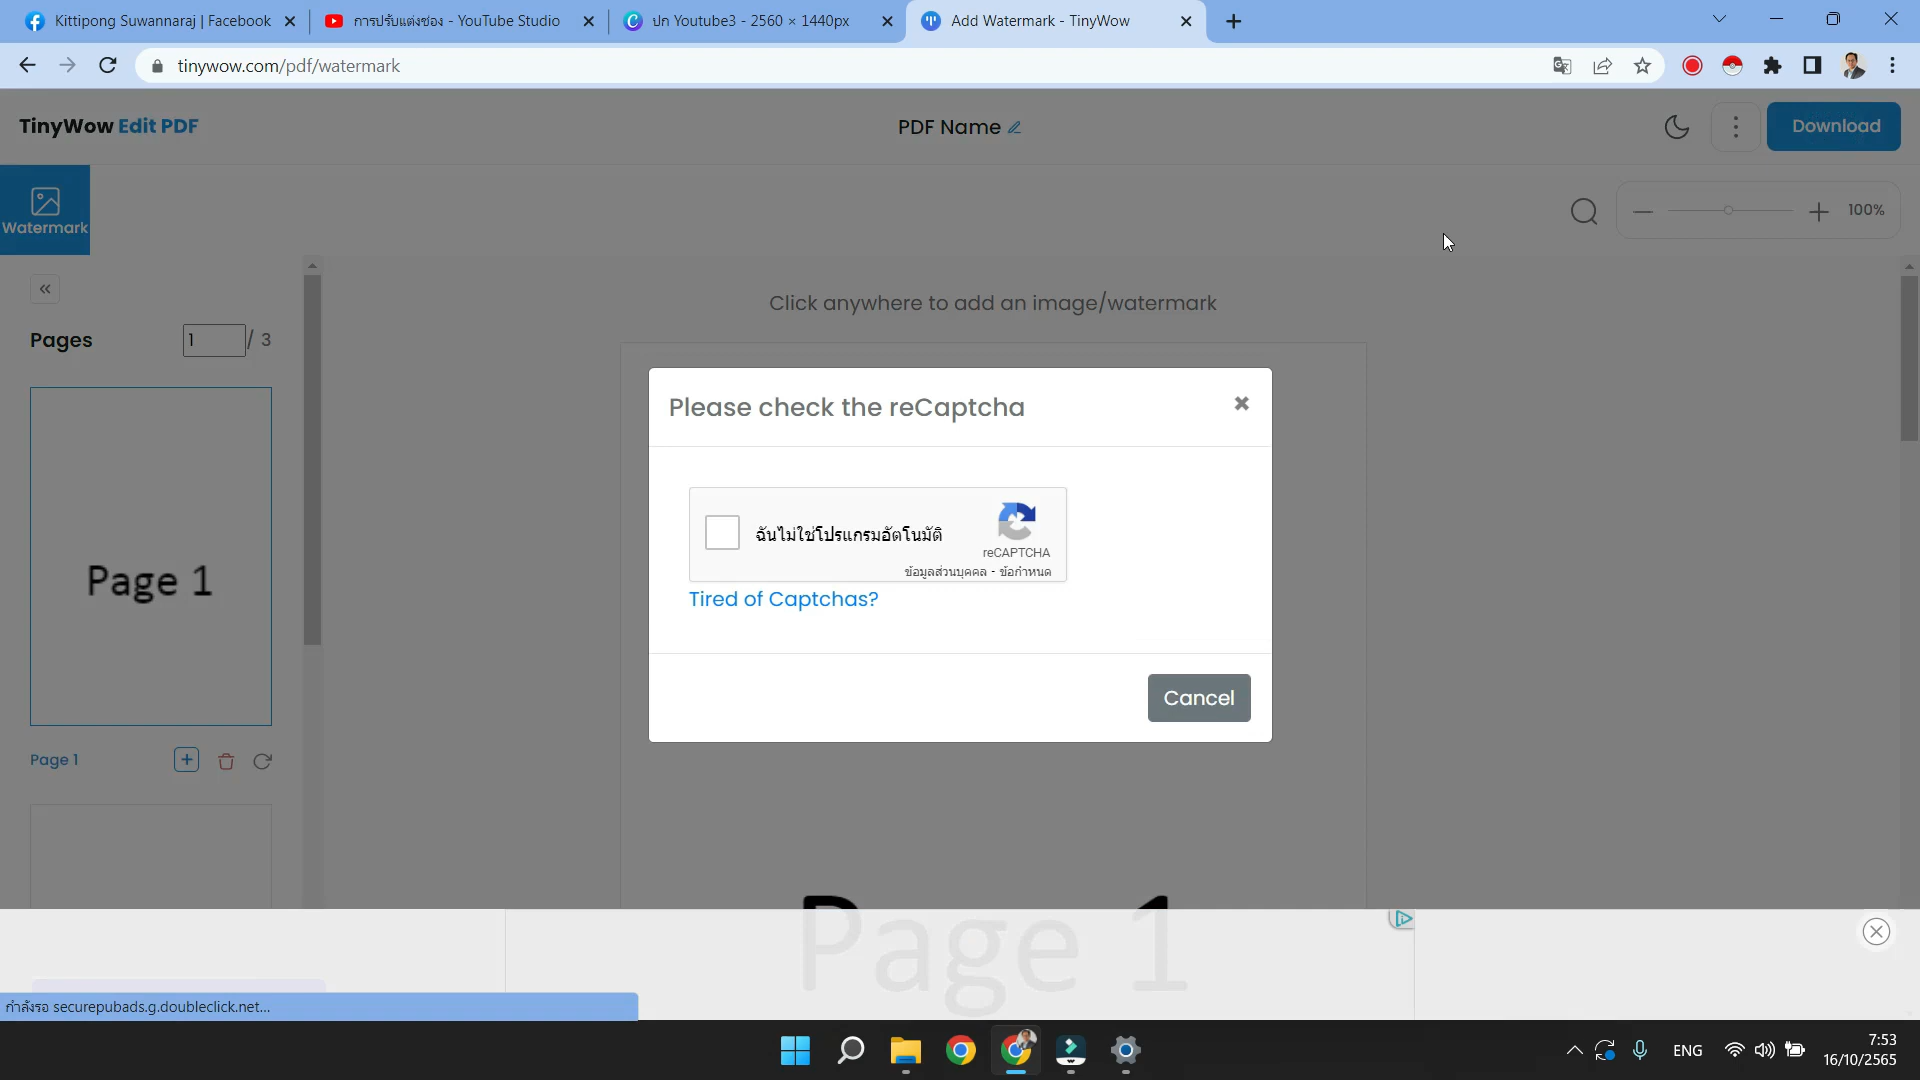 Kittipong Suwannaraj | Facebook
การปรับแต่งช่อง - YouTube Studio
ปก Youtube3 - 2560 × 1440px
Add Watermark - TinyWow
tinywow.com/pdf/watermark
TinyWow Edit PDF
PDF Name
Download
Watermark
100%
Click anywhere to add an image/watermark
Pages
1 / 3
Please check the reCaptcha
ฉันไม่ใช่โปรแกรมอัตโนมัติ
reCAPTCHA
ข้อมูลส่วนบุคคล - ข้อกำหนด
Tired of Captchas?
Page 1
Cancel
Page 1
Page 1
กำลังรอ securepubads.g.doubleclick.net...
ENG
7:53
16/10/2565